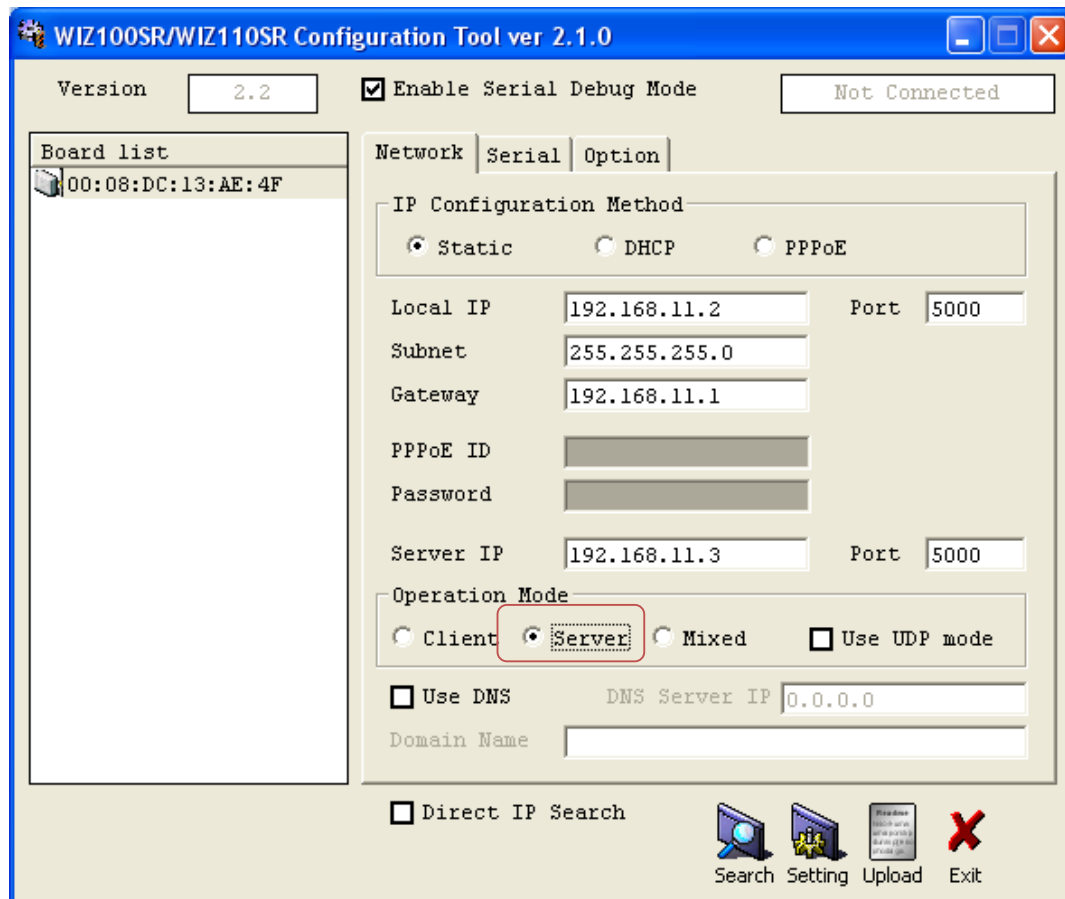 WIZ100SR/WIZ110SR Configuration Tool ver 2.1.0
Version 2.2 Enable Serial Debug Mode Not Connected
Board list
00:08:DC:13:AE:4F
Network Serial Option
IP Configuration Method
Static DHCP PPPoE
Local IP 192.168.11.2 Port 5000
Subnet 255.255.255.0
Gateway 192.168.11.1
PPPoE ID
Password
Server IP 192.168.11.3 Port 5000
Operation Mode
Client Server Mixed Use UDP mode
Use DNS DNS Server IP 0.0.0.0
Domain Name
Direct IP Search
Readme
Search Setting Upload Exit